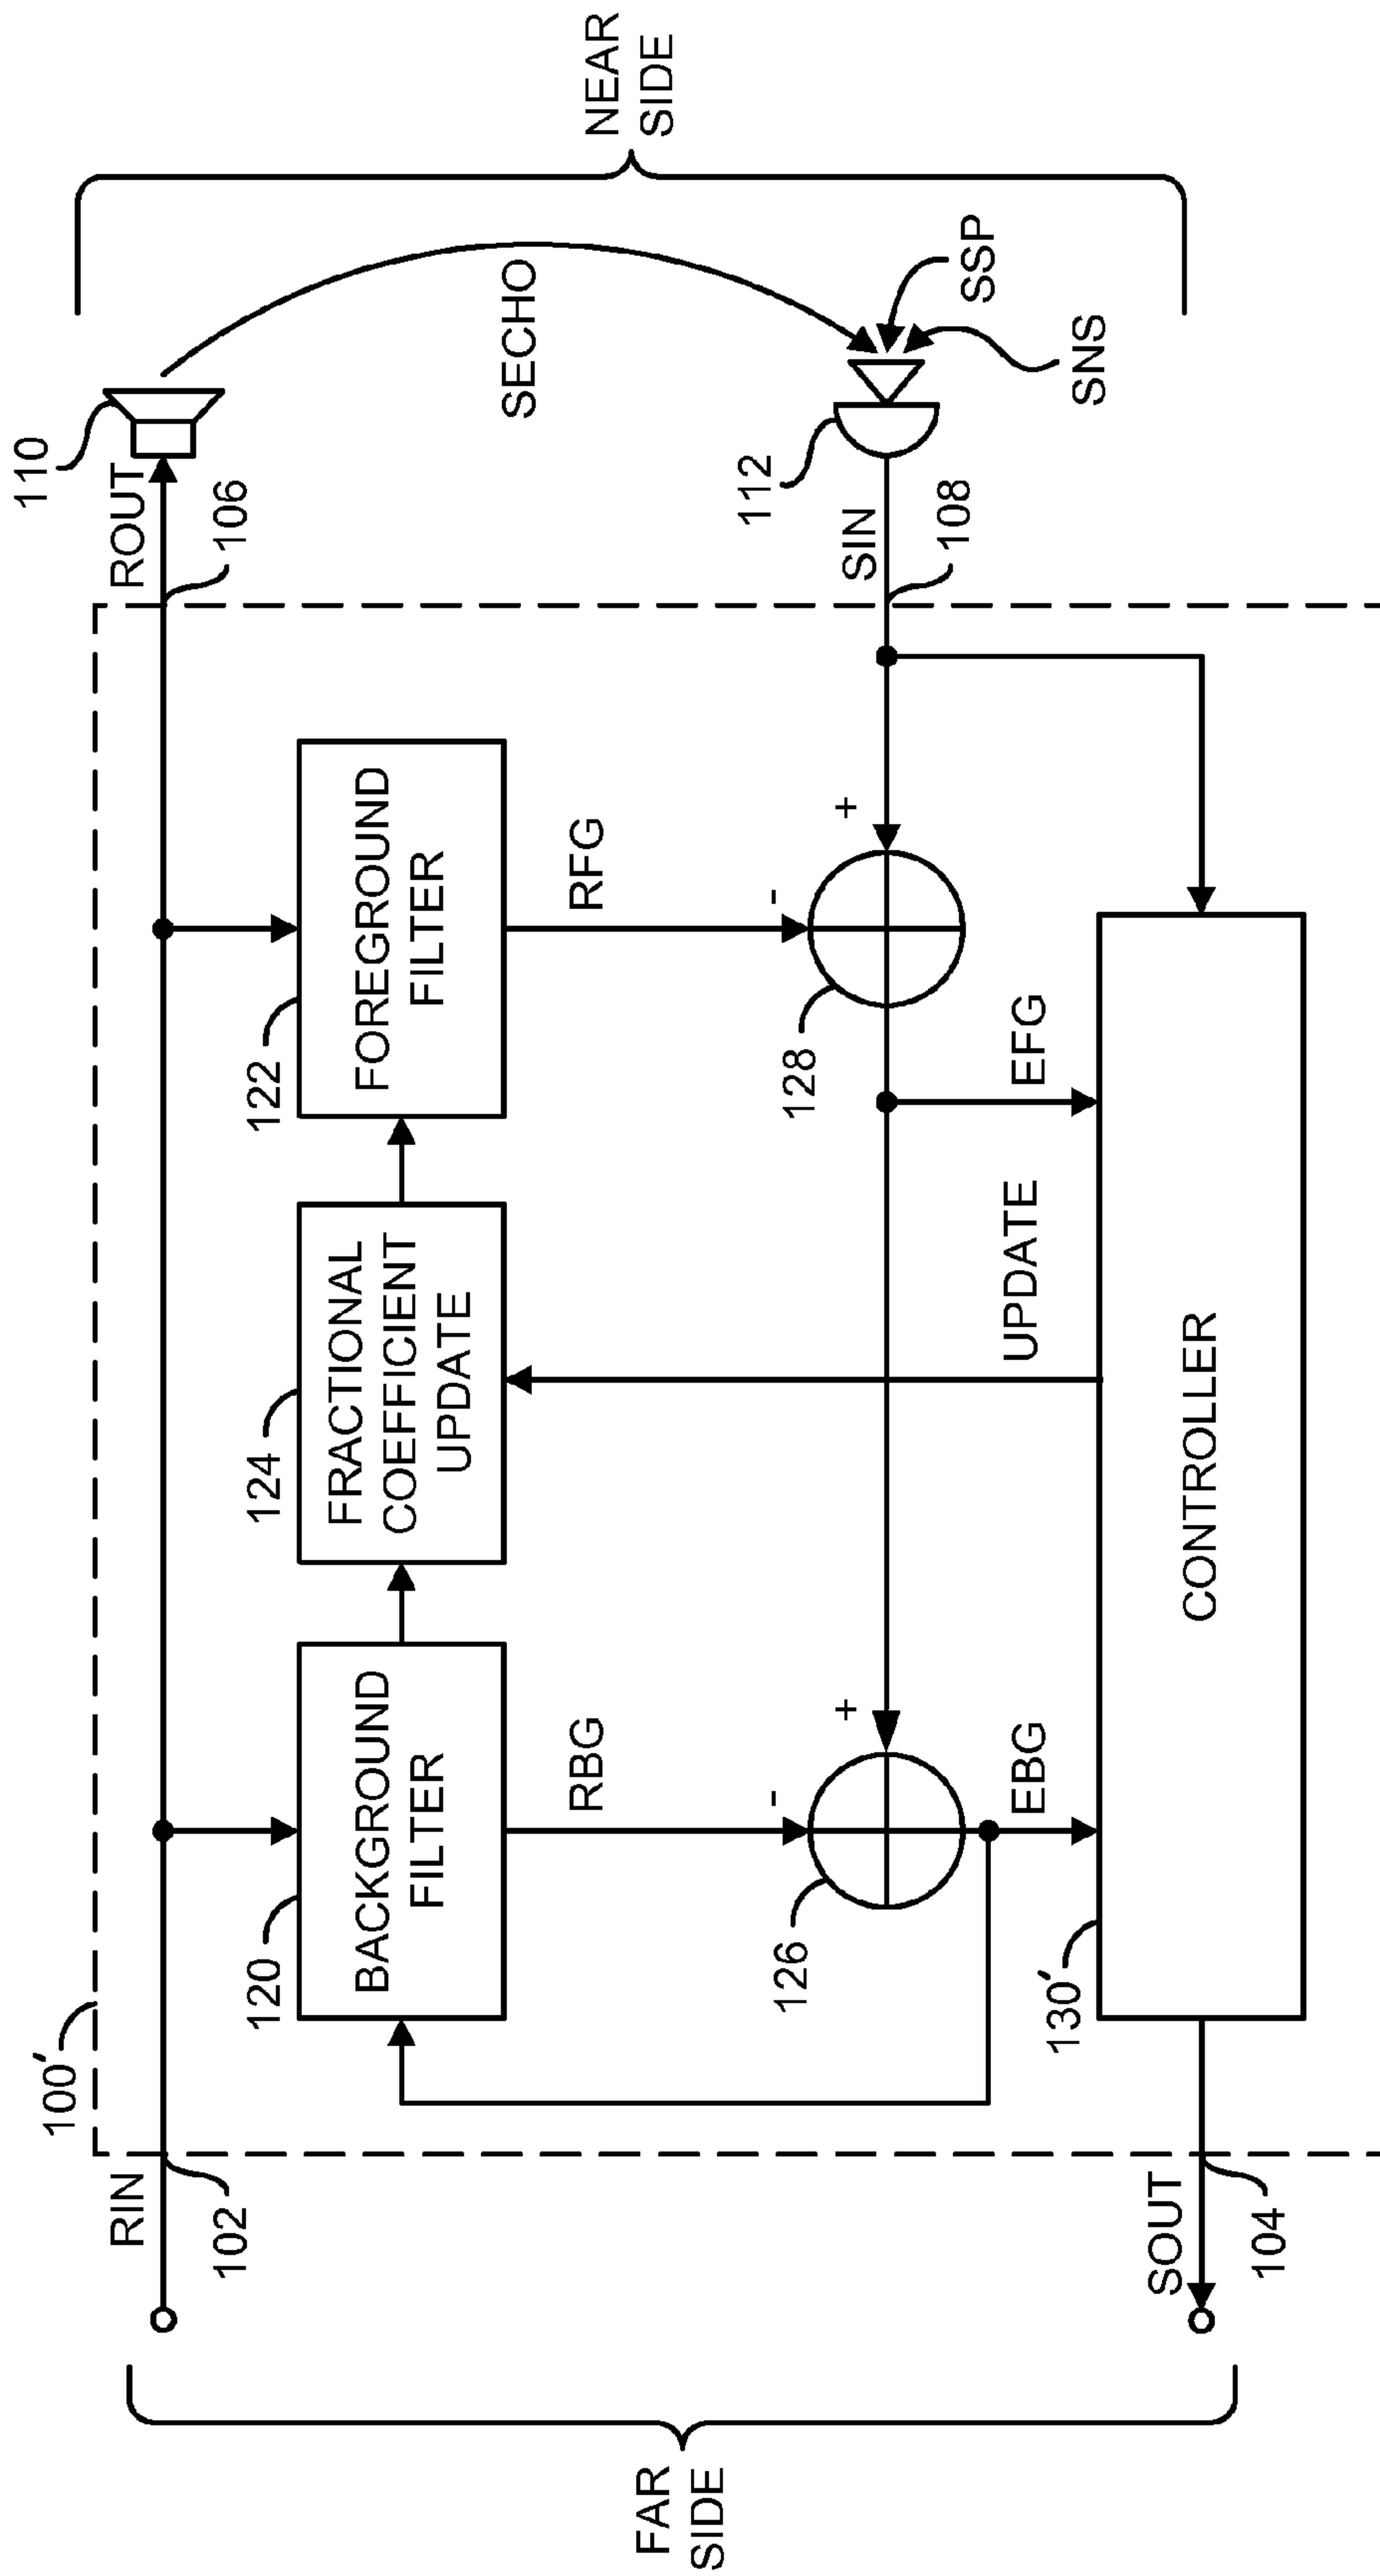 100′
110
RIN
ROUT
102
106
120
BACKGROUND
FILTER
124
FRACTIONAL
COEFFICIENT
UPDATE
122
FOREGROUND
FILTER
SECHO
NEAR
SIDE
RBG
RFG
FAR
SIDE
126
-
+
128
-
+
SIN
112
108
SSP
SNS
EBG
UPDATE
EFG
130′
CONTROLLER
SOUT
104